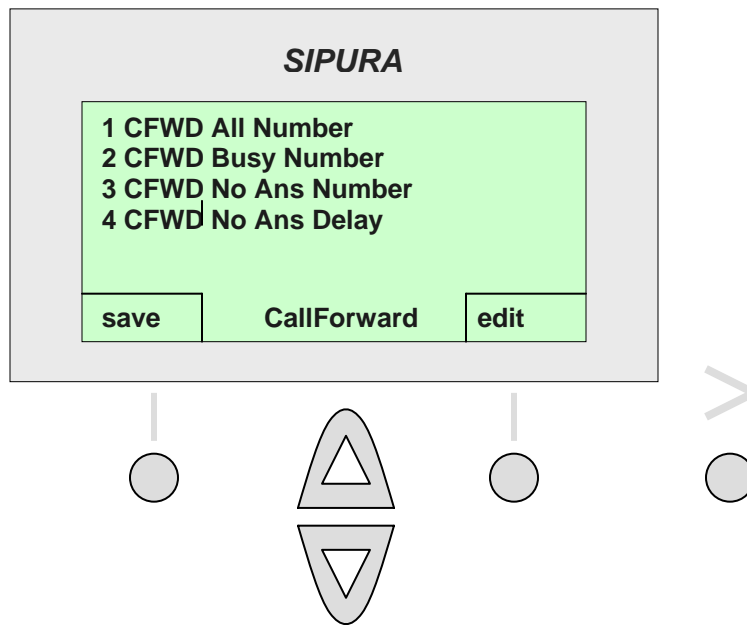 SIPURA
1 CFWD All Number
2 CFWD Busy Number
3 CFWD No Ans Number
4 CFWD No Ans Delay
save CallForward edit